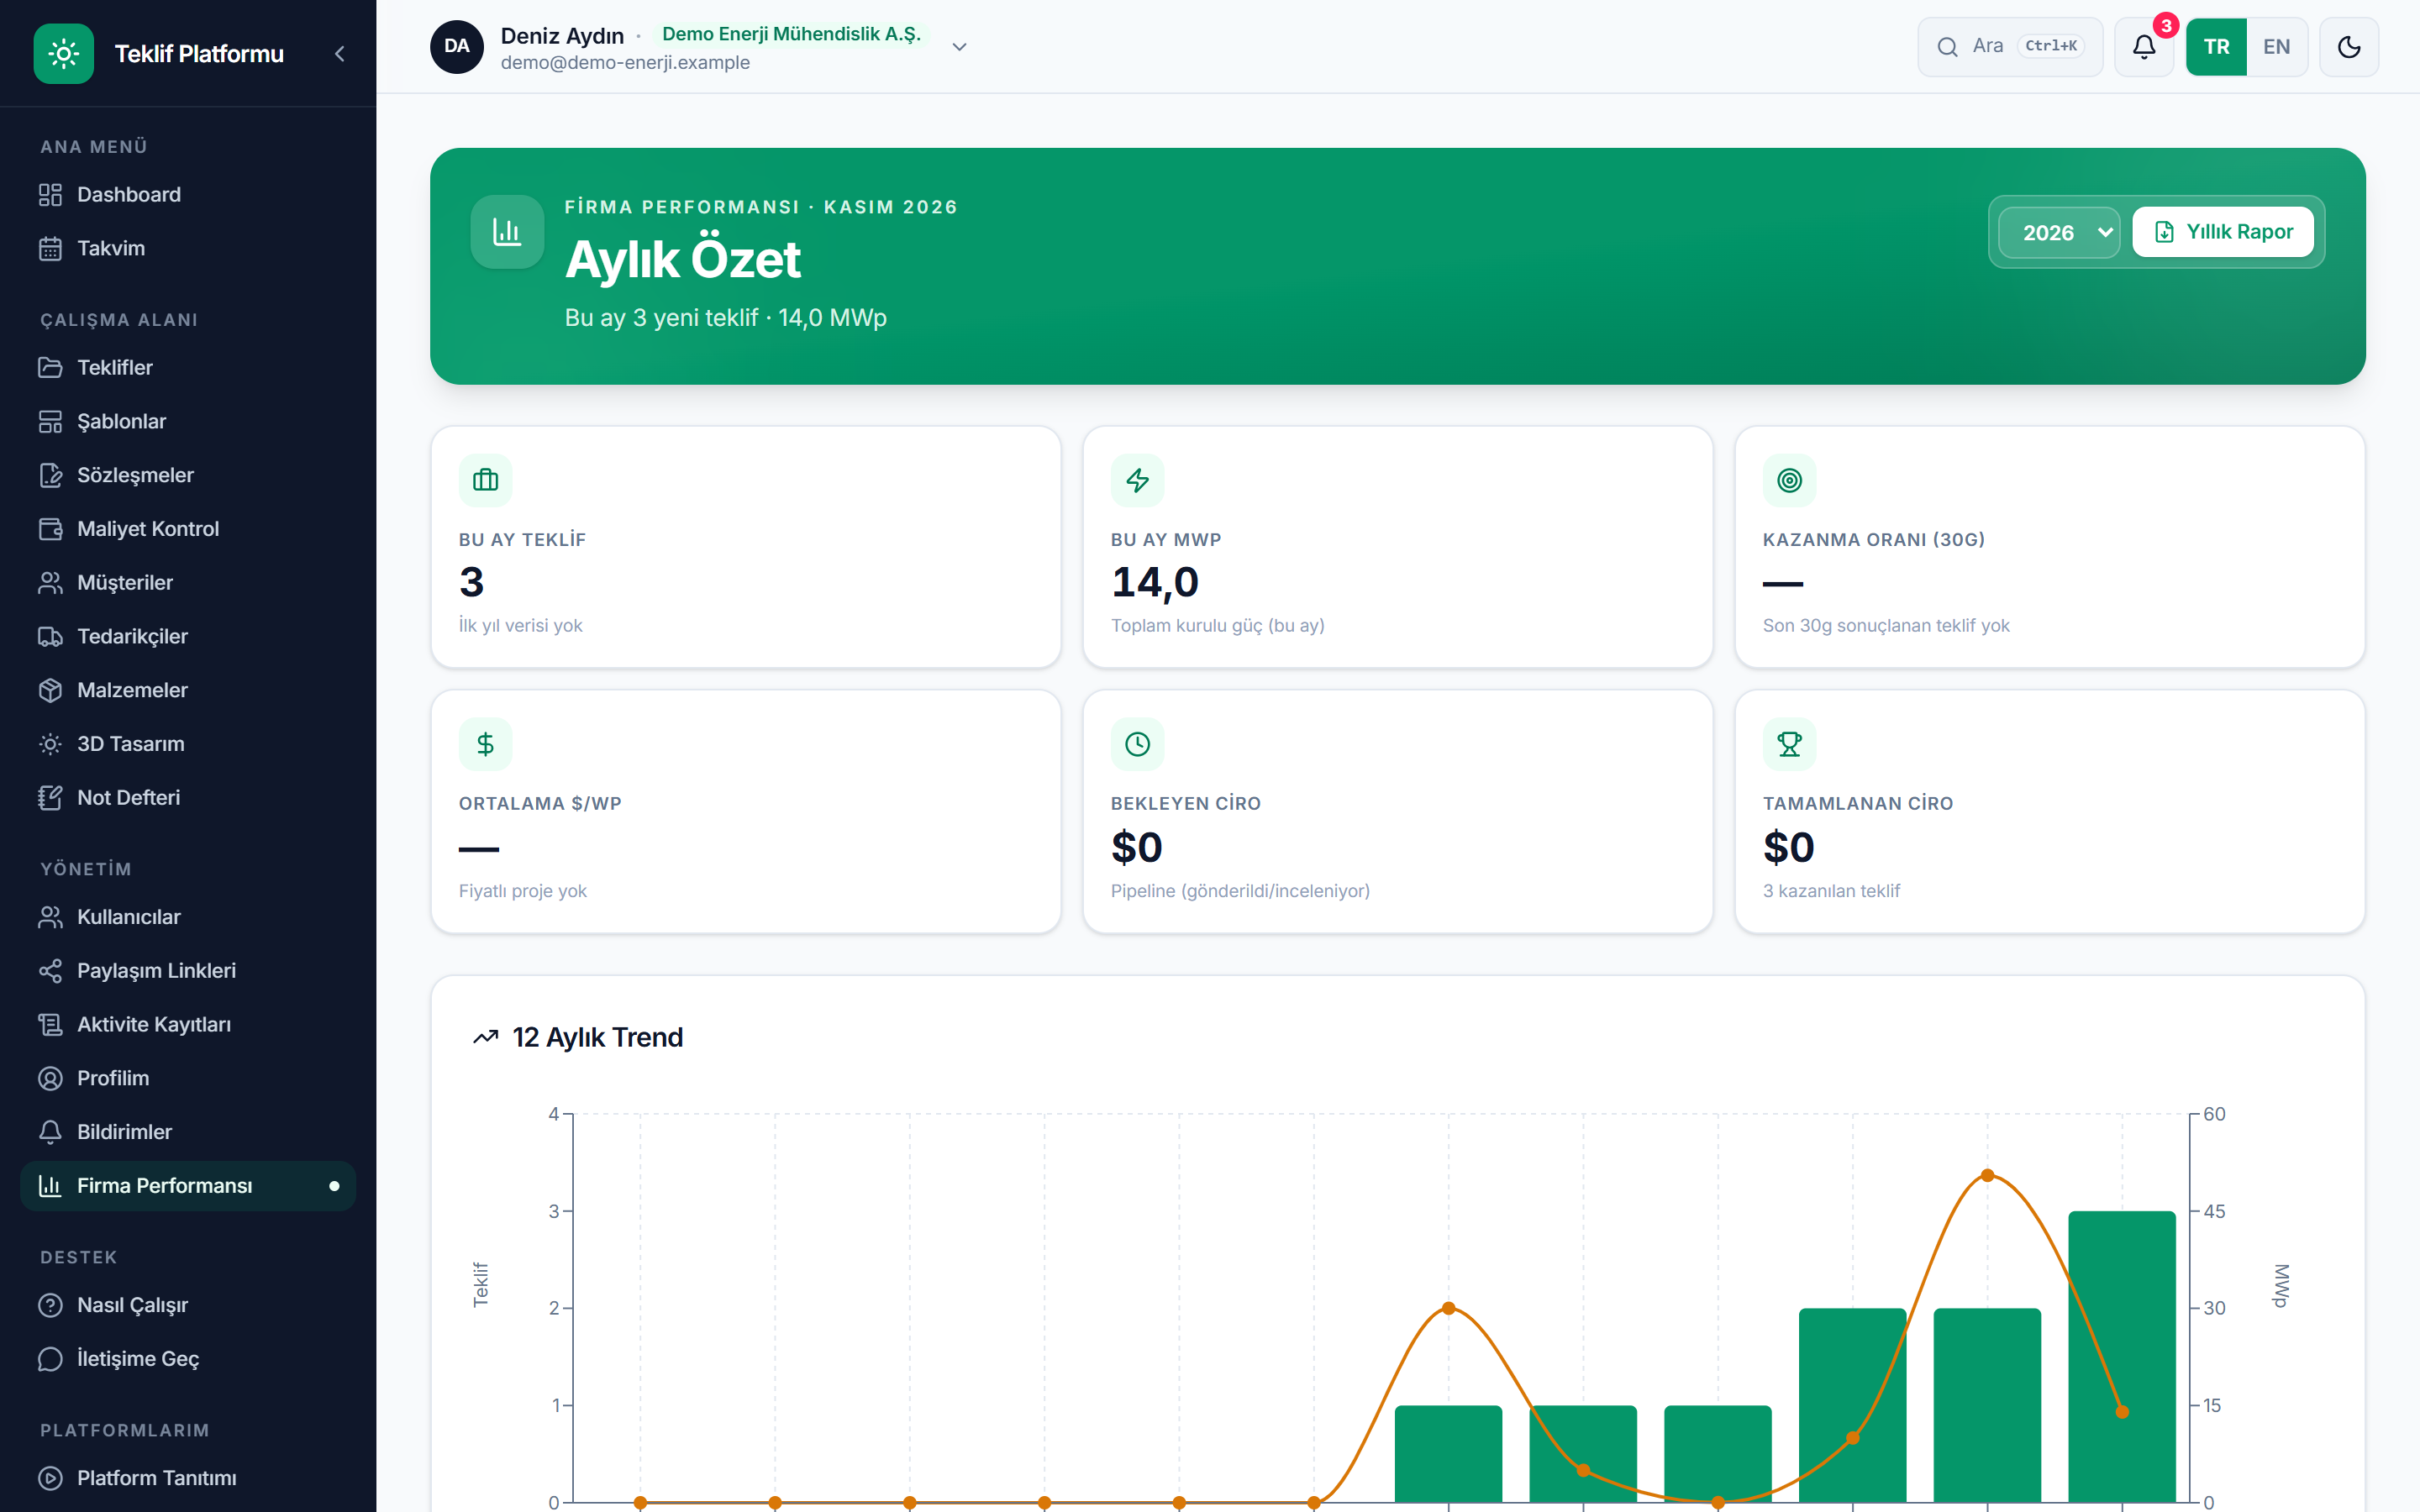 Teklif Platformu
ANA MENÜ
Dashboard
Takvim
ÇALIŞMA ALANI
Teklifler
Şablonlar
Sözleşmeler
Maliyet Kontrol
Müşteriler
Tedarikçiler
Malzemeler
3D Tasarım
Not Defteri
YÖNETİM
Kullanıcılar
Paylaşım Linkleri
Aktivite Kayıtları
Profilim
Bildirimler
Firma Performansı
DESTEK
Nasıl Çalışır
İletişime Geç
PLATFORMLARIM
Platform Tanıtımı
DA
Deniz Aydın · Demo Enerji Mühendislik A.Ş.
demo@demo-enerji.example
Ara Ctrl+K
3
TR EN
FİRMA PERFORMANSI · KASIM 2026
Aylık Özet
Bu ay 3 yeni teklif · 14,0 MWp
2026
Yıllık Rapor
BU AY TEKLİF
3
İlk yıl verisi yok
BU AY MWP
14,0
Toplam kurulu güç (bu ay)
KAZANMA ORANI (30G)
—
Son 30g sonuçlanan teklif yok
ORTALAMA $/WP
—
Fiyatlı proje yok
BEKLEYEN CİRO
$0
Pipeline (gönderildi/inceleniyor)
TAMAMLANAN CİRO
$0
3 kazanılan teklif
12 Aylık Trend
Teklif
4
3
2
1
0
60
45
30
15
0
MWp